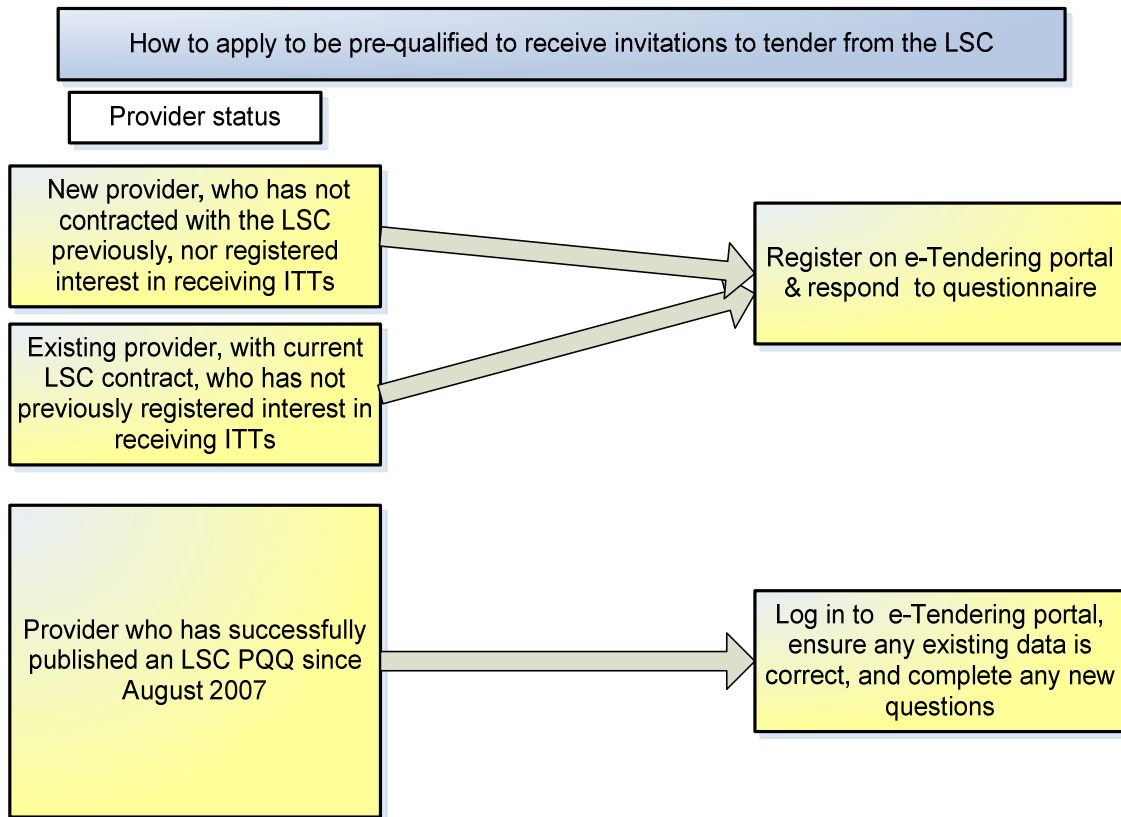 How to apply to be pre-qualified to receive invitations to tender from the LSC
Provider status
New provider, who has not
contracted with the LSC
previously, nor registered
interest in receiving ITTs
Register on e-Tendering portal
& respond to questionnaire
Existing provider, with current
LSC contract, who has not
previously registered interest in
receiving ITTs
Provider who has successfully
published an LSC PQQ since
August 2007
Log in to e-Tendering portal,
ensure any existing data is
correct, and complete any new
questions